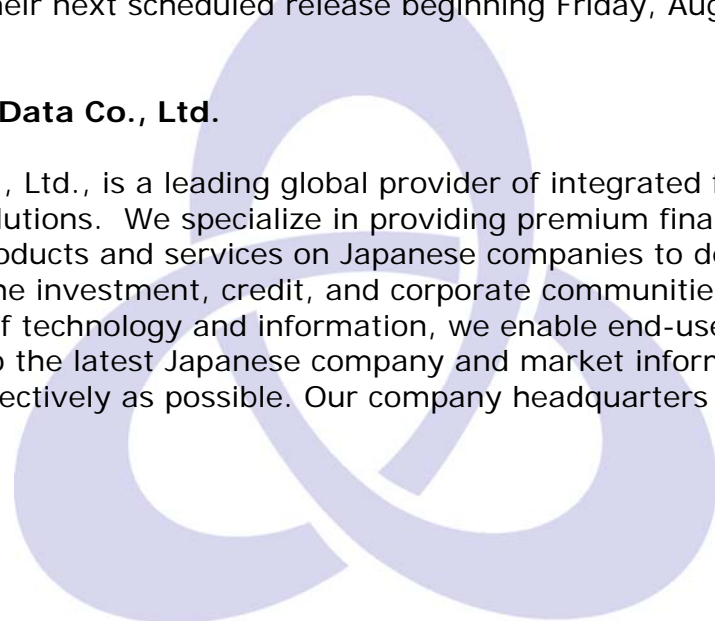 heir next scheduled release beginning Friday, Aug
Data Co., Ltd.
, Ltd., is a leading global provider of integrated f
lutions. We specialize in providing premium fina
oducts and services on Japanese companies to de
ne investment, credit, and corporate communitie
f technology and information, we enable end-use
o the latest Japanese company and market inform
ectively as possible. Our company headquarters